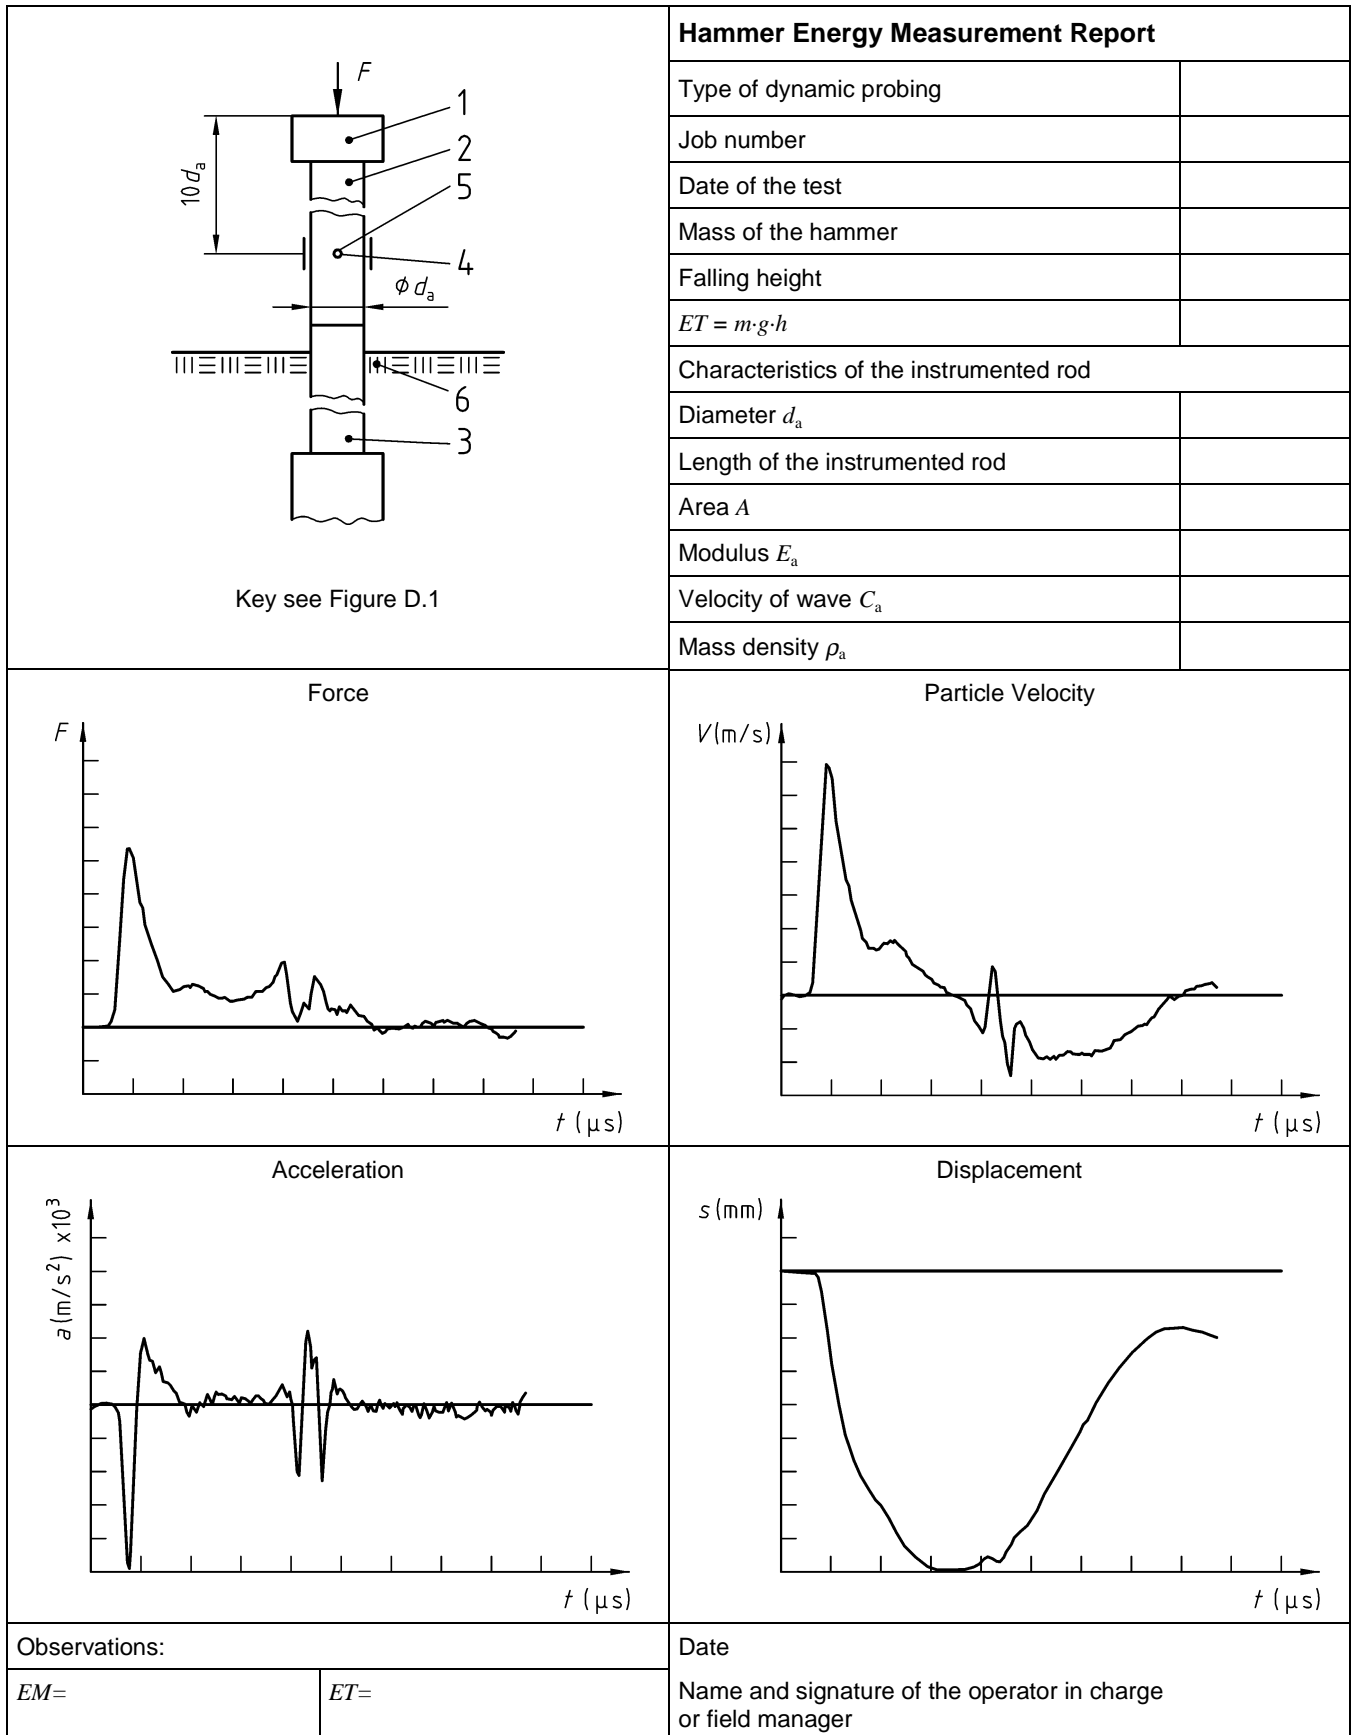 F
1
2
5
10 dₐ
4
ϕ dₐ
6
3
Key see Figure D.1
Hammer Energy Measurement Report
Type of dynamic probing
Job number
Date of the test
Mass of the hammer
Falling height
ET = m·g·h
Characteristics of the instrumented rod
Diameter dₐ
Length of the instrumented rod
Area A
Modulus Eₐ
Velocity of wave Cₐ
Mass density ρₐ
Force
F
t (µs)
Particle Velocity
V(m/s)
t (µs)
Acceleration
a(m/s²) x10³
t (µs)
Displacement
s(mm)
t (µs)
Observations:
EM=
ET=
Date
Name and signature of the operator in charge
or field manager